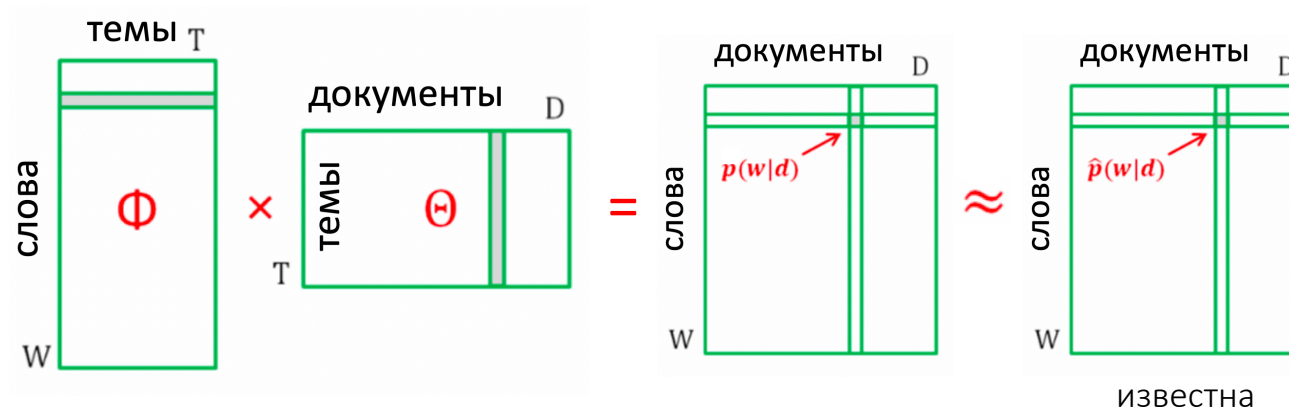 темы T
слова
Φ
W
×
документы
D
темы
Θ
T
=
документы
D
слова
p(w|d)
W
≈
документы
D
слова
p̂(w|d)
W
известна